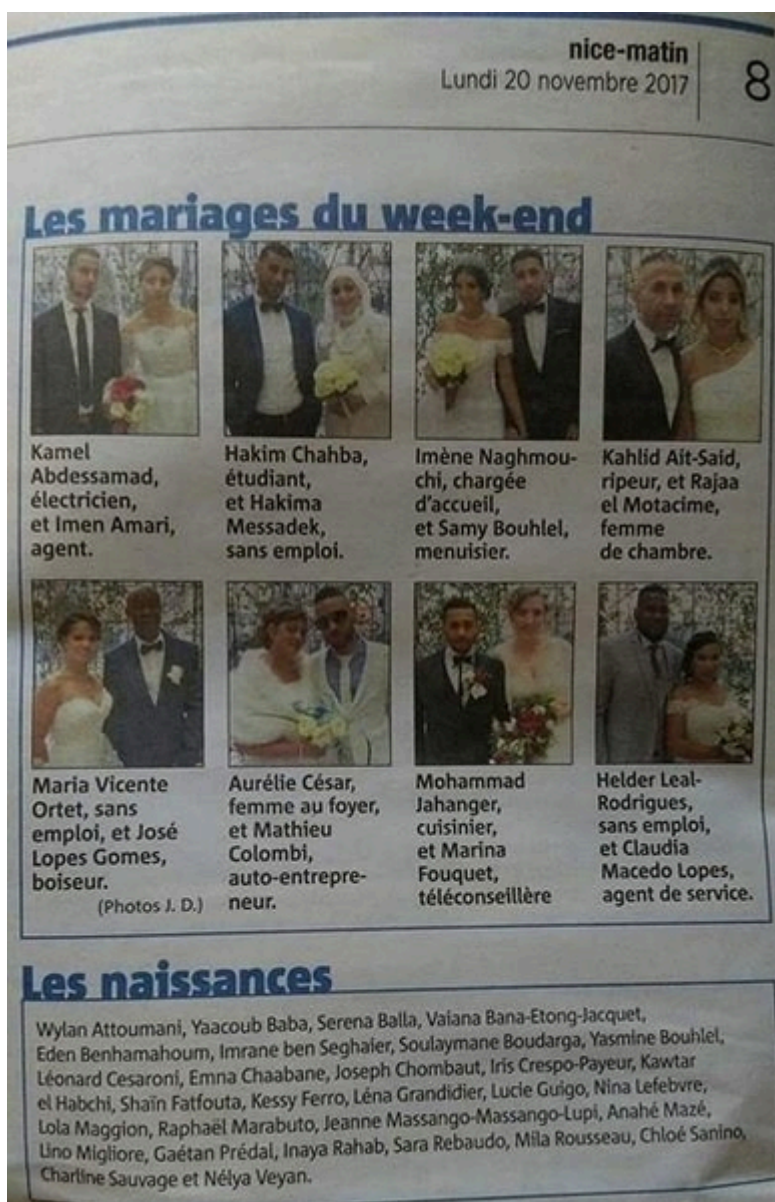 nice-matin
Lundi 20 novembre 2017
8
Les mariages du week-end
Kamel
Abdessamad,
électricien,
et Imen Amari,
agent.
Hakim Chahba,
étudiant,
et Hakima
Messadek,
sans emploi.
Imène Naghmou-
chi, chargée
d'accueil,
et Samy Bouhlel,
menuisier.
Kahlid Ait-Said,
ripeur, et Rajaa
el Motacime,
femme
de chambre.
Maria Vicente
Ortet, sans
emploi, et José
Lopes Gomes,
boiseur.
(Photos J. D.)
Aurélie César,
femme au foyer,
et Mathieu
Colombi,
auto-entrepre-
neur.
Mohammad
Jahanger,
cuisinier,
et Marina
Fouquet,
téléconseillère
Helder Leal-
Rodrigues,
sans emploi,
et Claudia
Macedo Lopes,
agent de service.
Les naissances
Wylan Attoumani, Yaacoub Baba, Serena Balla, Vaiana Bana-Etong-Jacquet,
Eden Benhamahoum, Imrane ben Seghaier, Soulaymane Boudarga, Yasmine Bouhlel,
Léonard Cesaroni, Emna Chaabane, Joseph Chombaut, Iris Crespo-Payeur, Kawtar
el Habchi, Shaïn Fatfouta, Kessy Ferro, Léna Grandidier, Lucie Guigo, Nina Lefebvre,
Lola Maggion, Raphaël Marabuto, Jeanne Massango-Massango-Lupi, Anahé Mazé,
Lino Migliore, Gaétan Prédal, Inaya Rahab, Sara Rebaudo, Mila Rousseau, Chloé Sanino,
Charline Sauvage et Nélya Veyan.